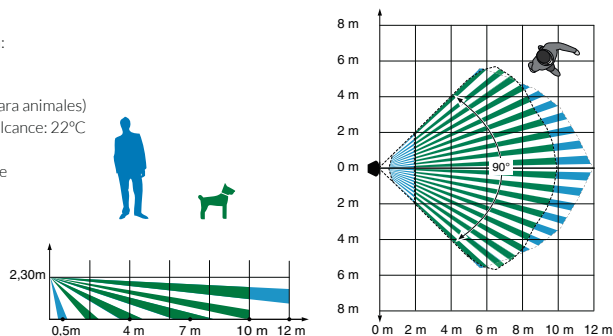 :
ara animales)
lcance: 22ºC
e
2,30m
0,5m 4 m 7 m 10 m 12 m
8 m
6 m
4 m
2 m
0 m
2 m
4 m
6 m
8 m
90°
0 m 2 m 4 m 6 m 8 m 10 m 12 m